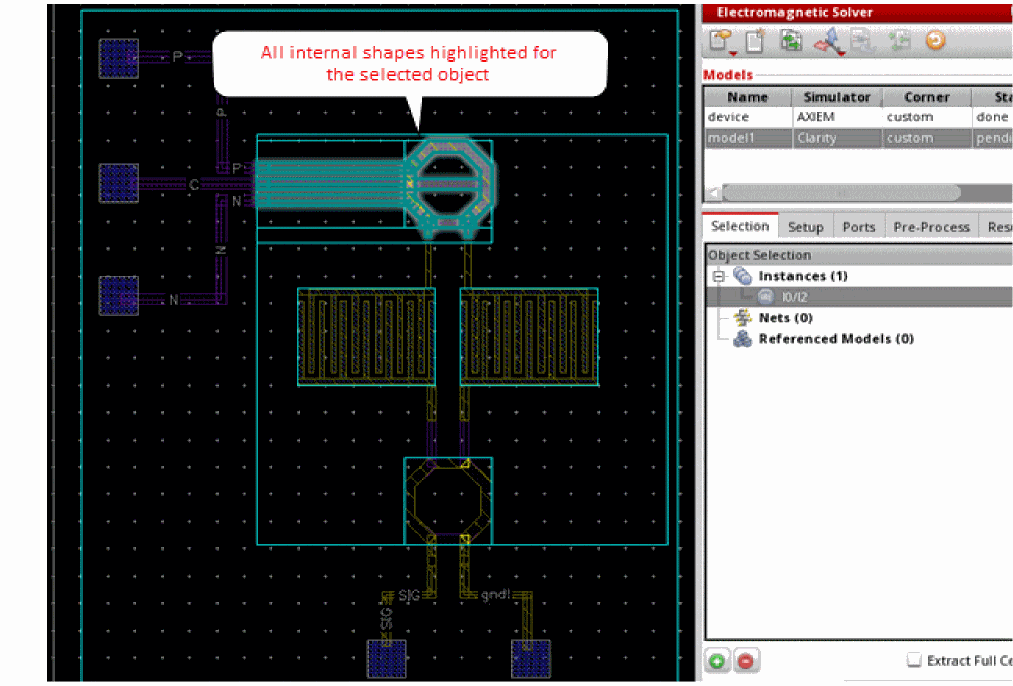 Electromagnetic Solver
All internal shapes highlighted for
the selected object
Models
Name Simulator Corner Sta
device AXIEM custom done
model1 Clarity custom pendi
P
P
P
C
N
N
N
Selection Setup Ports Pre-Process Resu
Object Selection
Instances (1)
I0/I2
Nets (0)
Referenced Models (0)
SIG
SIG
gnd!
Extract Full Ce